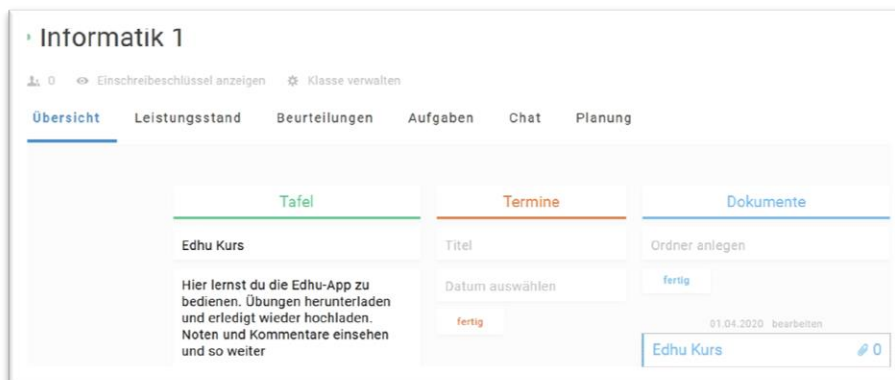 Informatik 1
0 Einschreibeschlüssel anzeigen Klasse verwalten
Übersicht Leistungsstand Beurteilungen Aufgaben Chat Planung
Tafel
Edhu Kurs
Hier lernst du die Edhu-App zu
bedienen. Übungen herunterladen
und erledigt wieder hochladen.
Noten und Kommentare einsehen
und so weiter
Termine
Titel
Datum auswählen
fertig
Dokumente
Ordner anlegen
fertig
01.04.2020 bearbeiten
Edhu Kurs 0